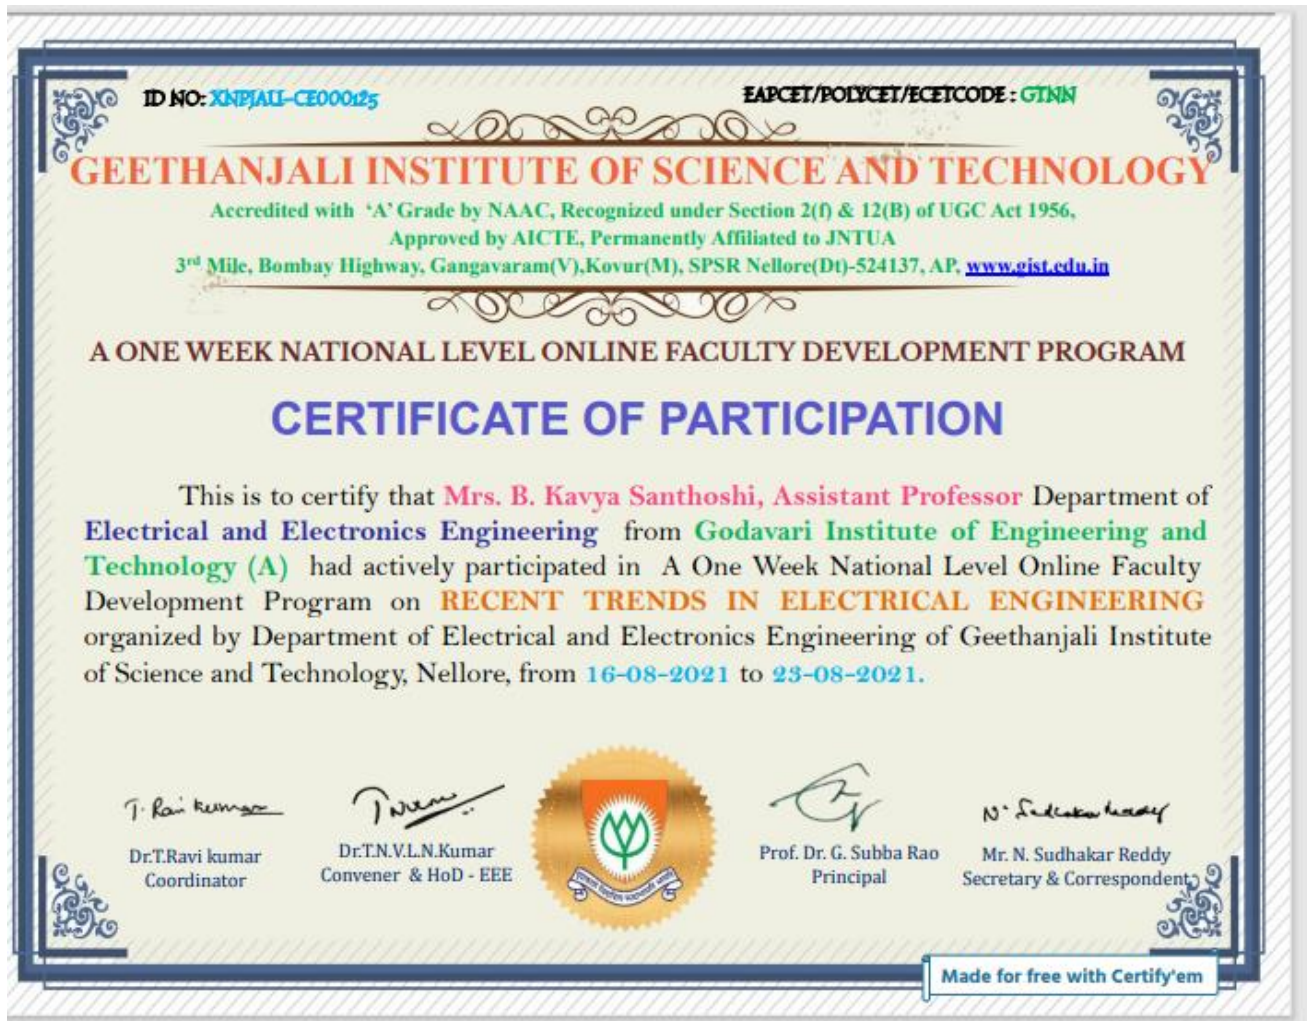 ID NO: XNPJALI-CE000125
EAPCET/POLYCET/ECETCODE : GTNN
GEETHANJALI INSTITUTE OF SCIENCE AND TECHNOLOGY
Accredited with ‘A’ Grade by NAAC, Recognized under Section 2(f) & 12(B) of UGC Act 1956,
Approved by AICTE, Permanently Affiliated to JNTUA
3rd Mile, Bombay Highway, Gangavaram(V),Kovur(M), SPSR Nellore(Dt)-524137, AP, www.gist.edu.in
A ONE WEEK NATIONAL LEVEL ONLINE FACULTY DEVELOPMENT PROGRAM
CERTIFICATE OF PARTICIPATION
This is to certify that Mrs. B. Kavya Santhoshi, Assistant Professor Department of
Electrical and Electronics Engineering from Godavari Institute of Engineering and
Technology (A) had actively participated in A One Week National Level Online Faculty
Development Program on RECENT TRENDS IN ELECTRICAL ENGINEERING
organized by Department of Electrical and Electronics Engineering of Geethanjali Institute
of Science and Technology, Nellore, from 16-08-2021 to 23-08-2021.
T. Ravi kumar
N. Sudhakar Reddy
Dr.T.Ravi kumar
Coordinator
Dr.T.N.V.L.N.Kumar
Convener & HoD - EEE
Prof. Dr. G. Subba Rao
Principal
Mr. N. Sudhakar Reddy
Secretary & Correspondent
Made for free with Certify'em